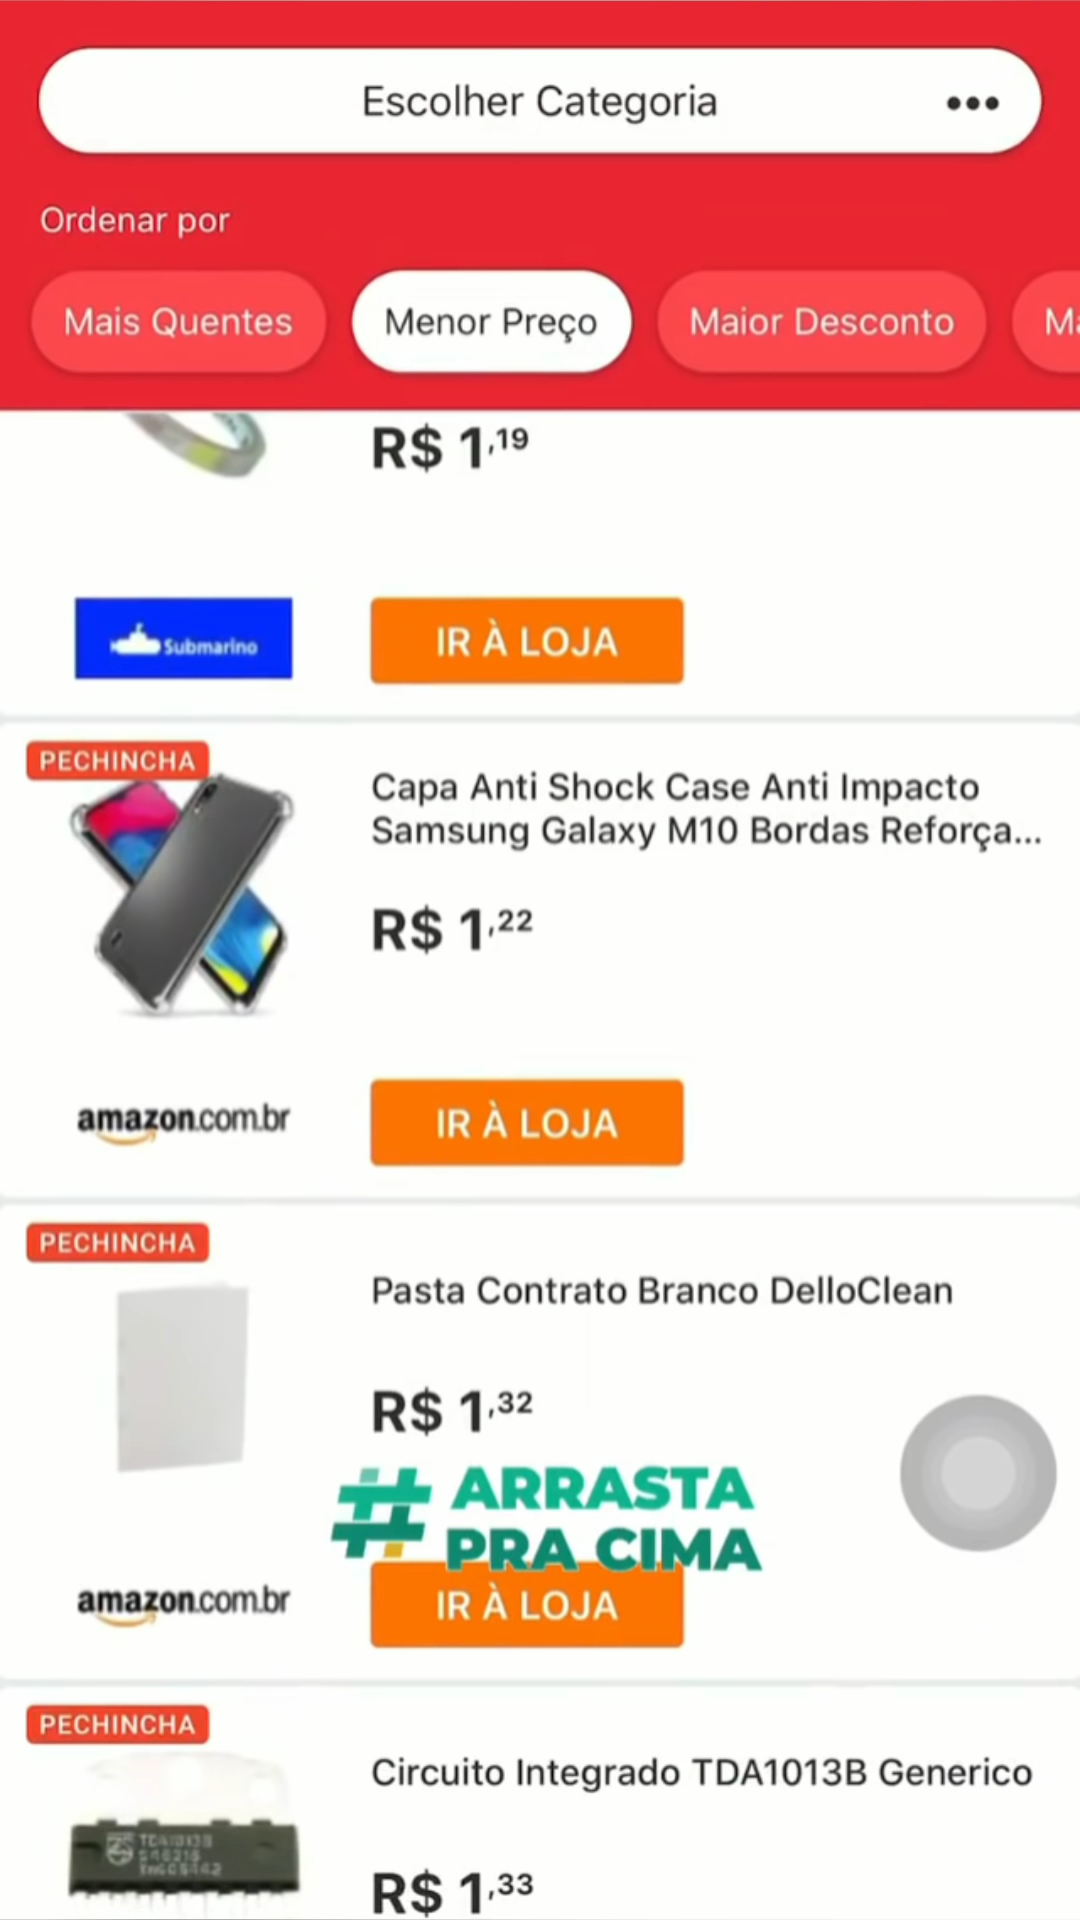 Escolher Categoria
Ordenar por
Mais Quentes
Menor Preço
Maior Desconto
R$ 1,19
Submarino
IR À LOJA
PECHINCHA
Capa Anti Shock Case Anti Impacto
Samsung Galaxy M10 Bordas Reforça...
R$ 1,22
amazon.com.br
IR À LOJA
PECHINCHA
Pasta Contrato Branco DelloClean
R$ 1,32
# ARRASTA
PRA CIMA
amazon.com.br
IR À LOJA
PECHINCHA
Circuito Integrado TDA1013B Generico
TDA1013B
R$ 1,33